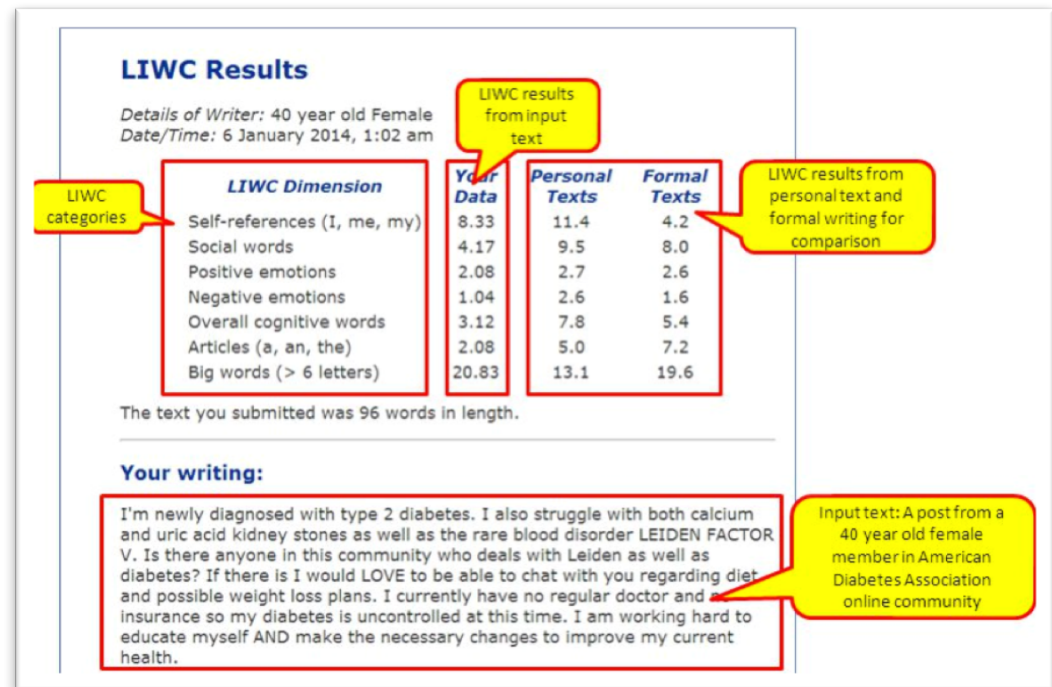 LIWC Results
Details of Writer: 40 year old Female
Date/Time: 6 January 2014, 1:02 am
LIWC results
from input
text
LIWC
categories
LIWC Dimension Your Data Personal Texts Formal Texts
Self-references (I, me, my) 8.33 11.4 4.2
Social words 4.17 9.5 8.0
Positive emotions 2.08 2.7 2.6
Negative emotions 1.04 2.6 1.6
Overall cognitive words 3.12 7.8 5.4
Articles (a, an, the) 2.08 5.0 7.2
Big words (> 6 letters) 20.83 13.1 19.6
LIWC results from
personal text and
formal writing for
comparison
The text you submitted was 96 words in length.
Your writing:
I'm newly diagnosed with type 2 diabetes. I also struggle with both calcium
and uric acid kidney stones as well as the rare blood disorder LEIDEN FACTOR
V. Is there anyone in this community who deals with Leiden as well as
diabetes? If there is I would LOVE to be able to chat with you regarding diet
and possible weight loss plans. I currently have no regular doctor and
insurance so my diabetes is uncontrolled at this time. I am working hard to
educate myself AND make the necessary changes to improve my current
health.
Input text: A post from a
40 year old female
member in American
Diabetes Association
online community